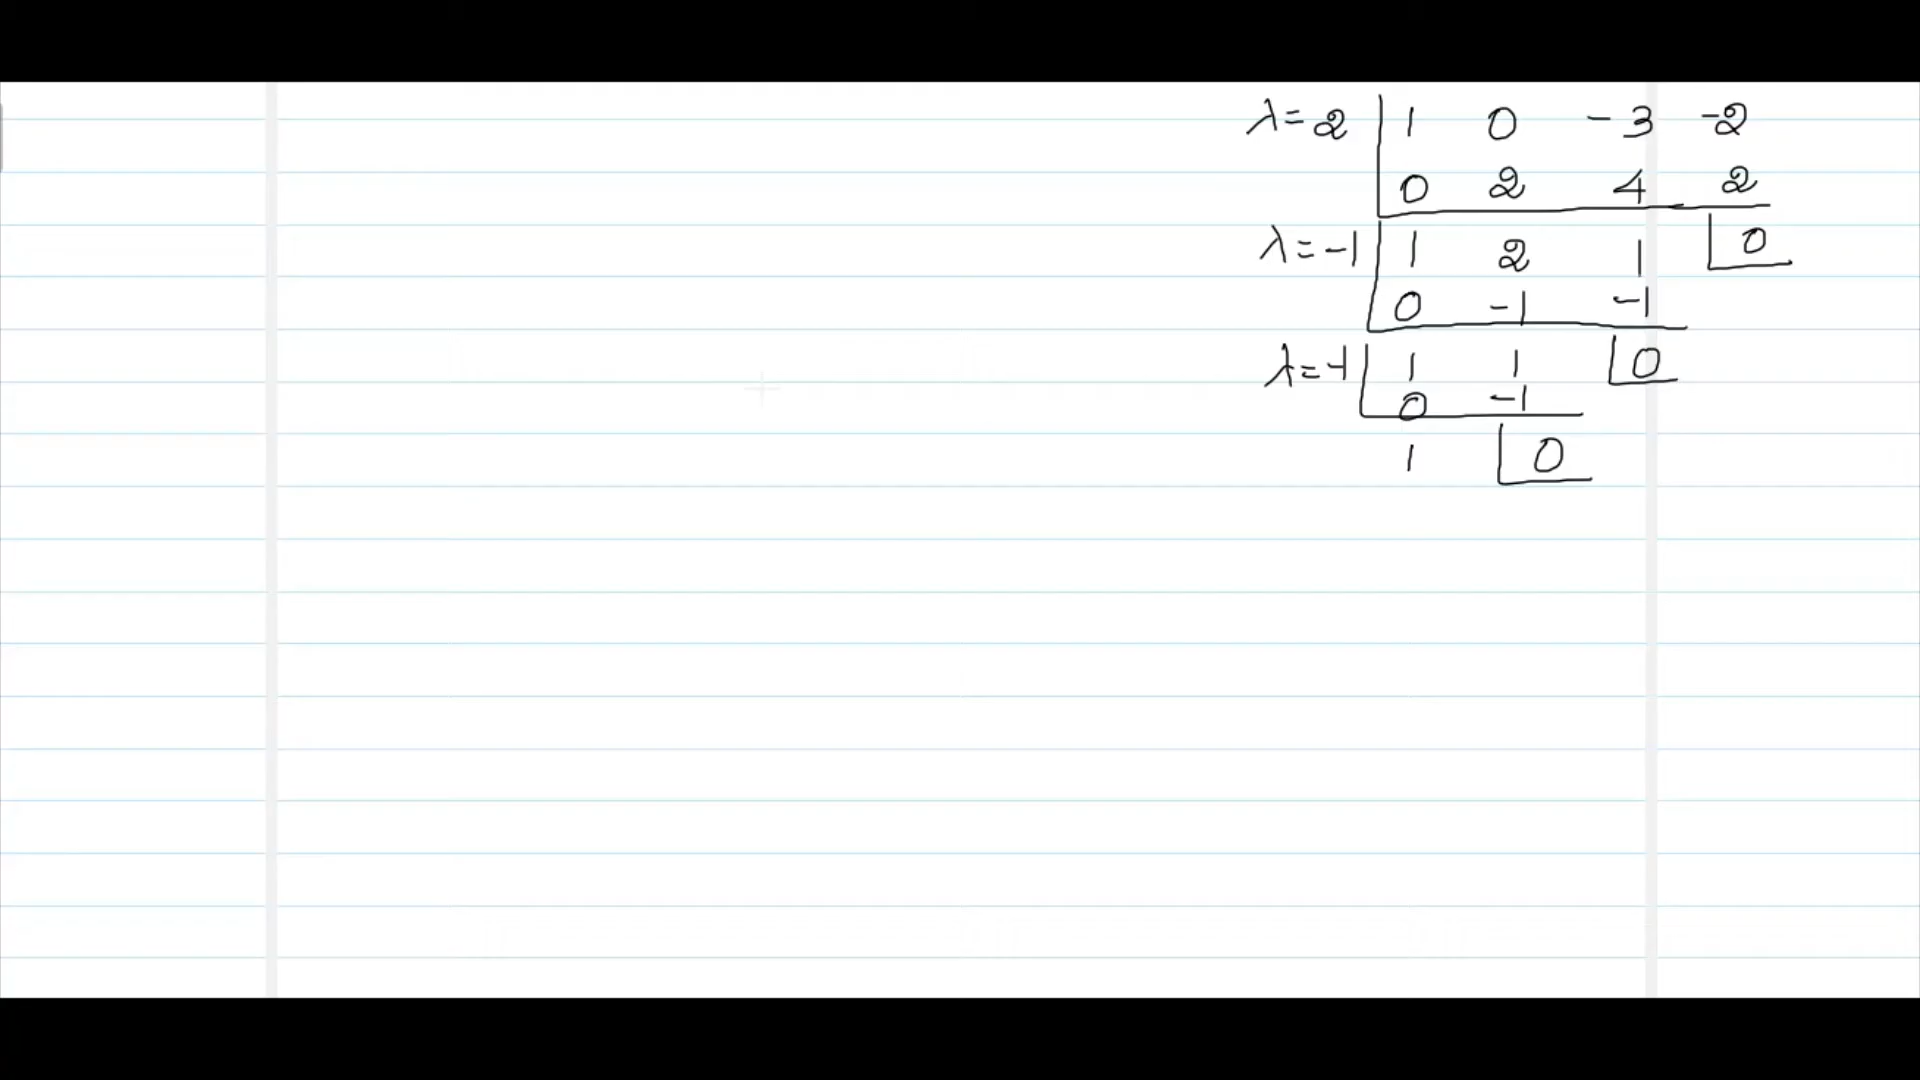 λ = 2 | 1 0 -3 -2
0 2 4 2
λ = -1 | 1 2 1 | 0
0 -1 -1
λ = -1 | 1 1 | 0
0 -1
1 | 0